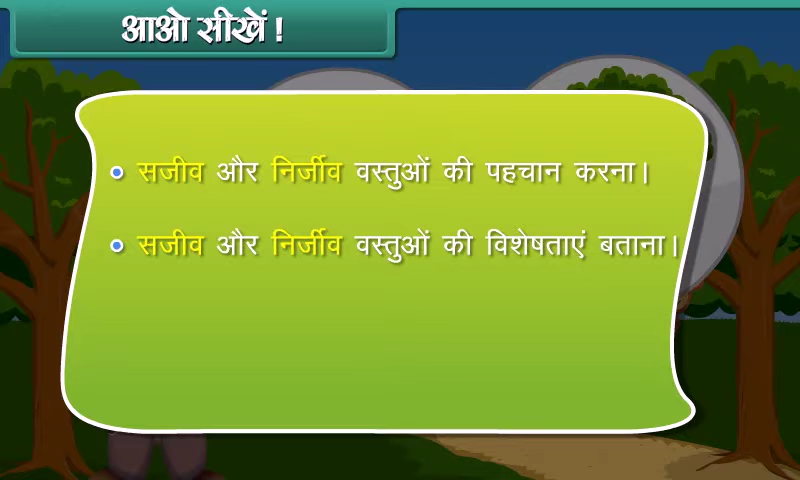 आओ सीखें!
सजीव और निर्जीव वस्तुओं की पहचान करना।
सजीव और निर्जीव वस्तुओं की विशेषताएं बताना।